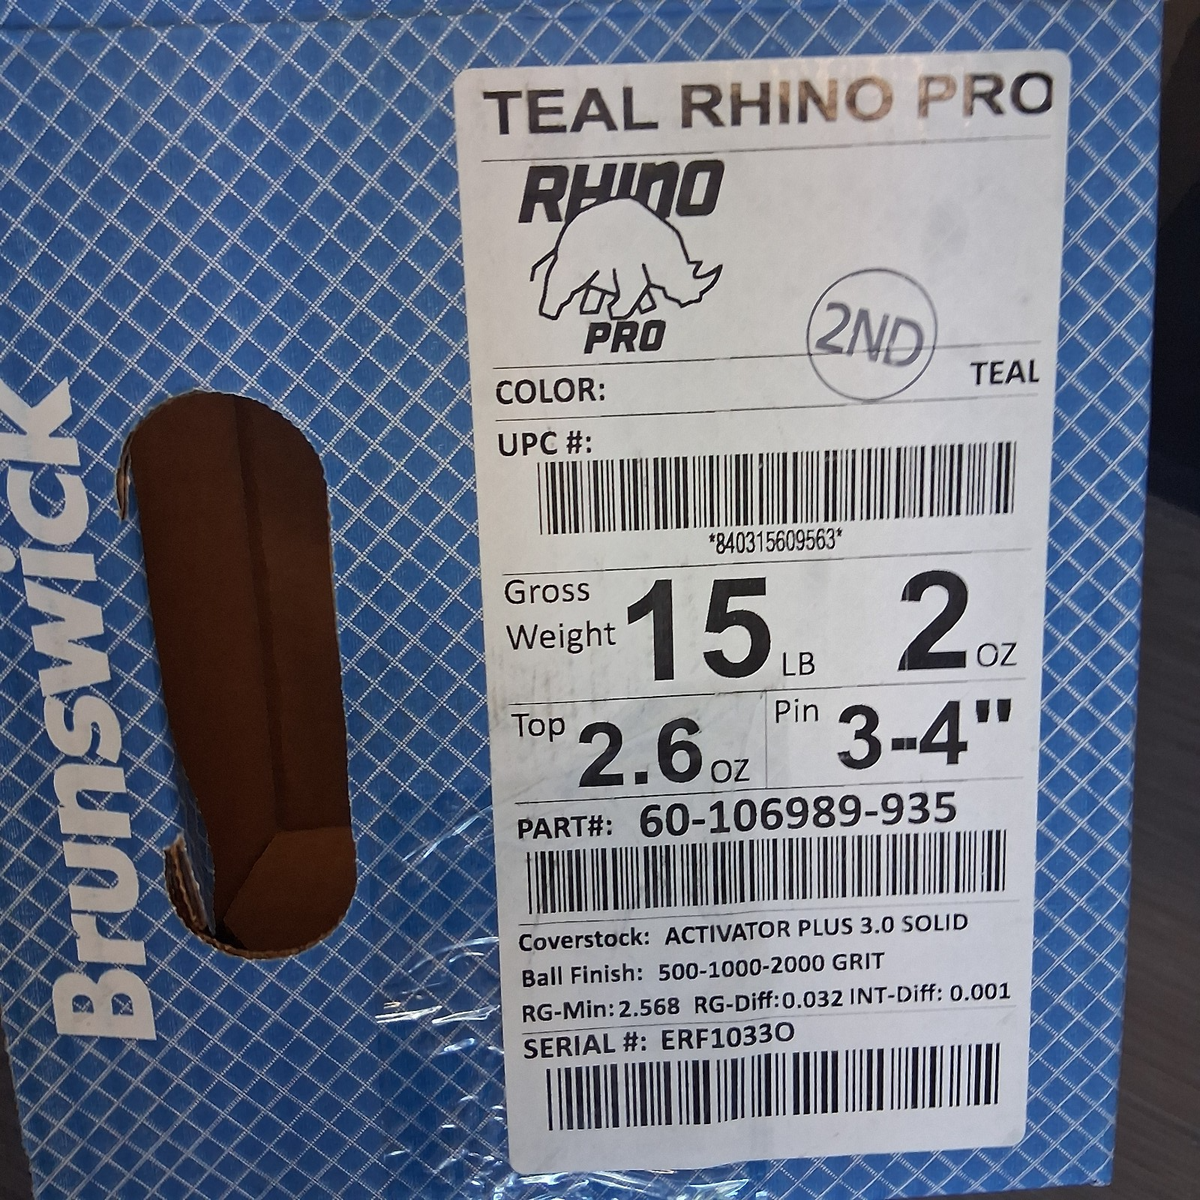 Brunswick
TEAL RHINO PRO
RHINO
PRO
2ND
COLOR: TEAL
UPC #:
*840315609563*
Gross Weight 15 LB 2 OZ
Top 2.6 OZ Pin 3-4"
PART#: 60-106989-935
Coverstock: ACTIVATOR PLUS 3.0 SOLID
Ball Finish: 500-1000-2000 GRIT
RG-Min: 2.568 RG-Diff: 0.032 INT-Diff: 0.001
SERIAL #: ERF1033O